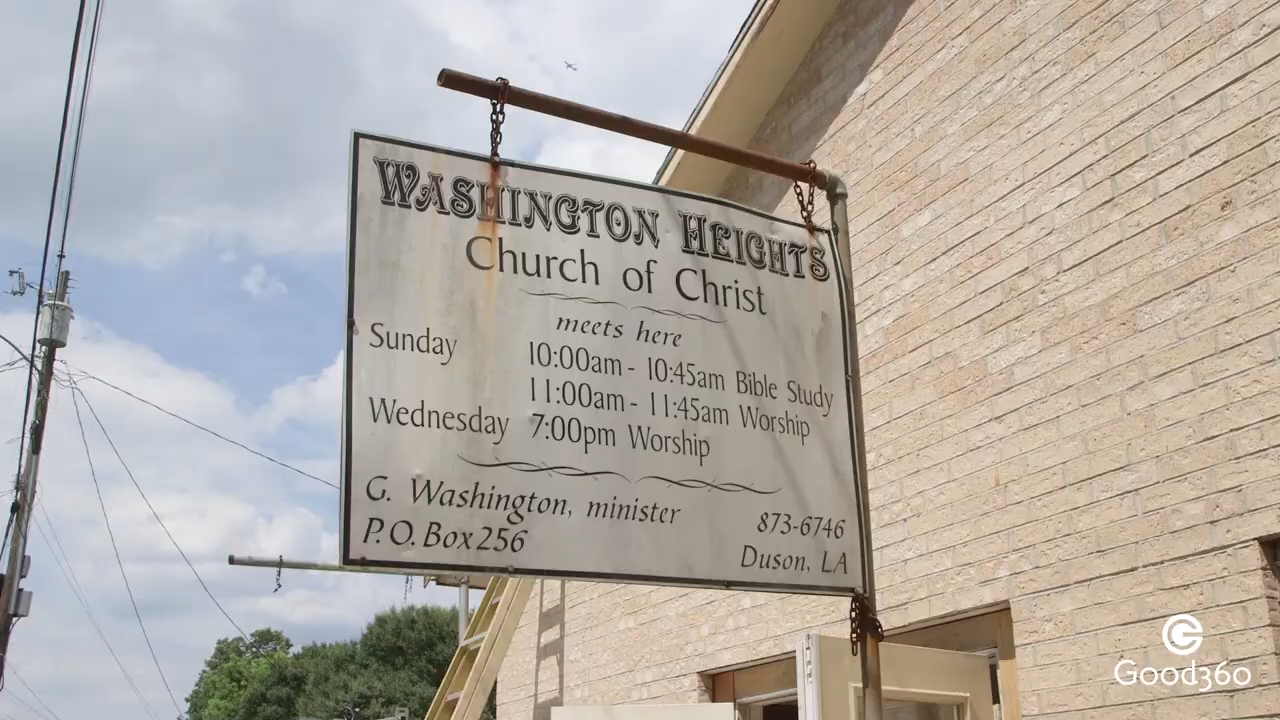 WASHINGTON HEIGHTS
Church of Christ
meets here
Sunday 10:00am - 10:45am Bible Study
11:00am - 11:45am Worship
Wednesday 7:00pm Worship
G. Washington, minister
P.O. Box 256
873-6746
Duson, LA
Good360